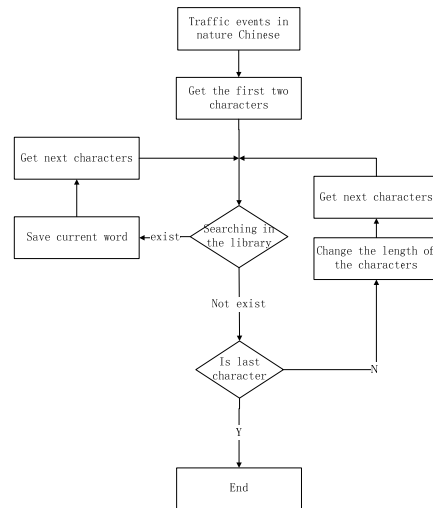 Traffic events in
nature Chinese
Get the first two
characters
Get next characters
Get next characters
Searching in
the library
Save current word
exist
Change the length of
the characters
Not exist
Is last
character
N
Y
End